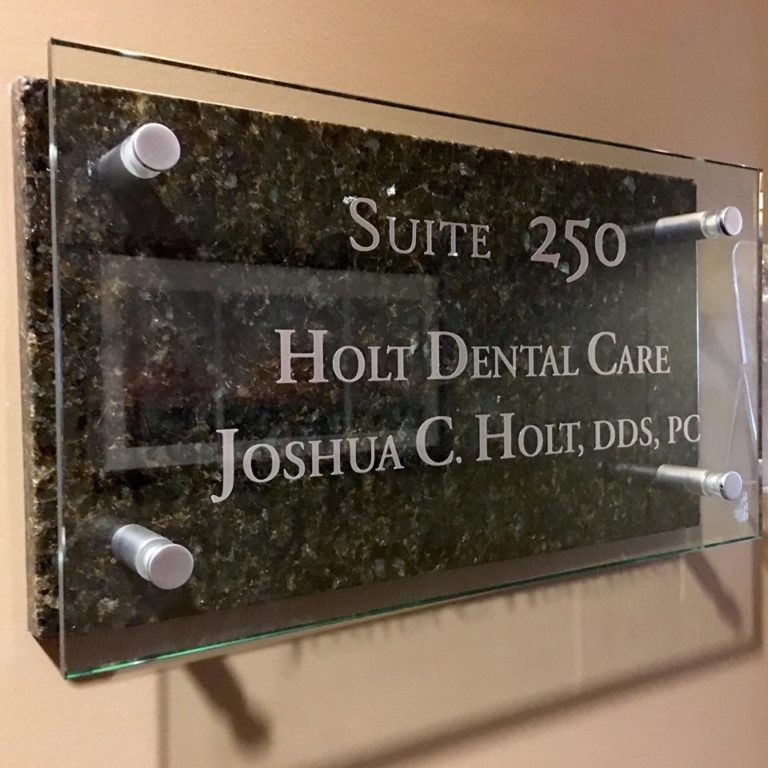 Suite 250
Holt Dental Care
Joshua C. Holt, DDS, PC